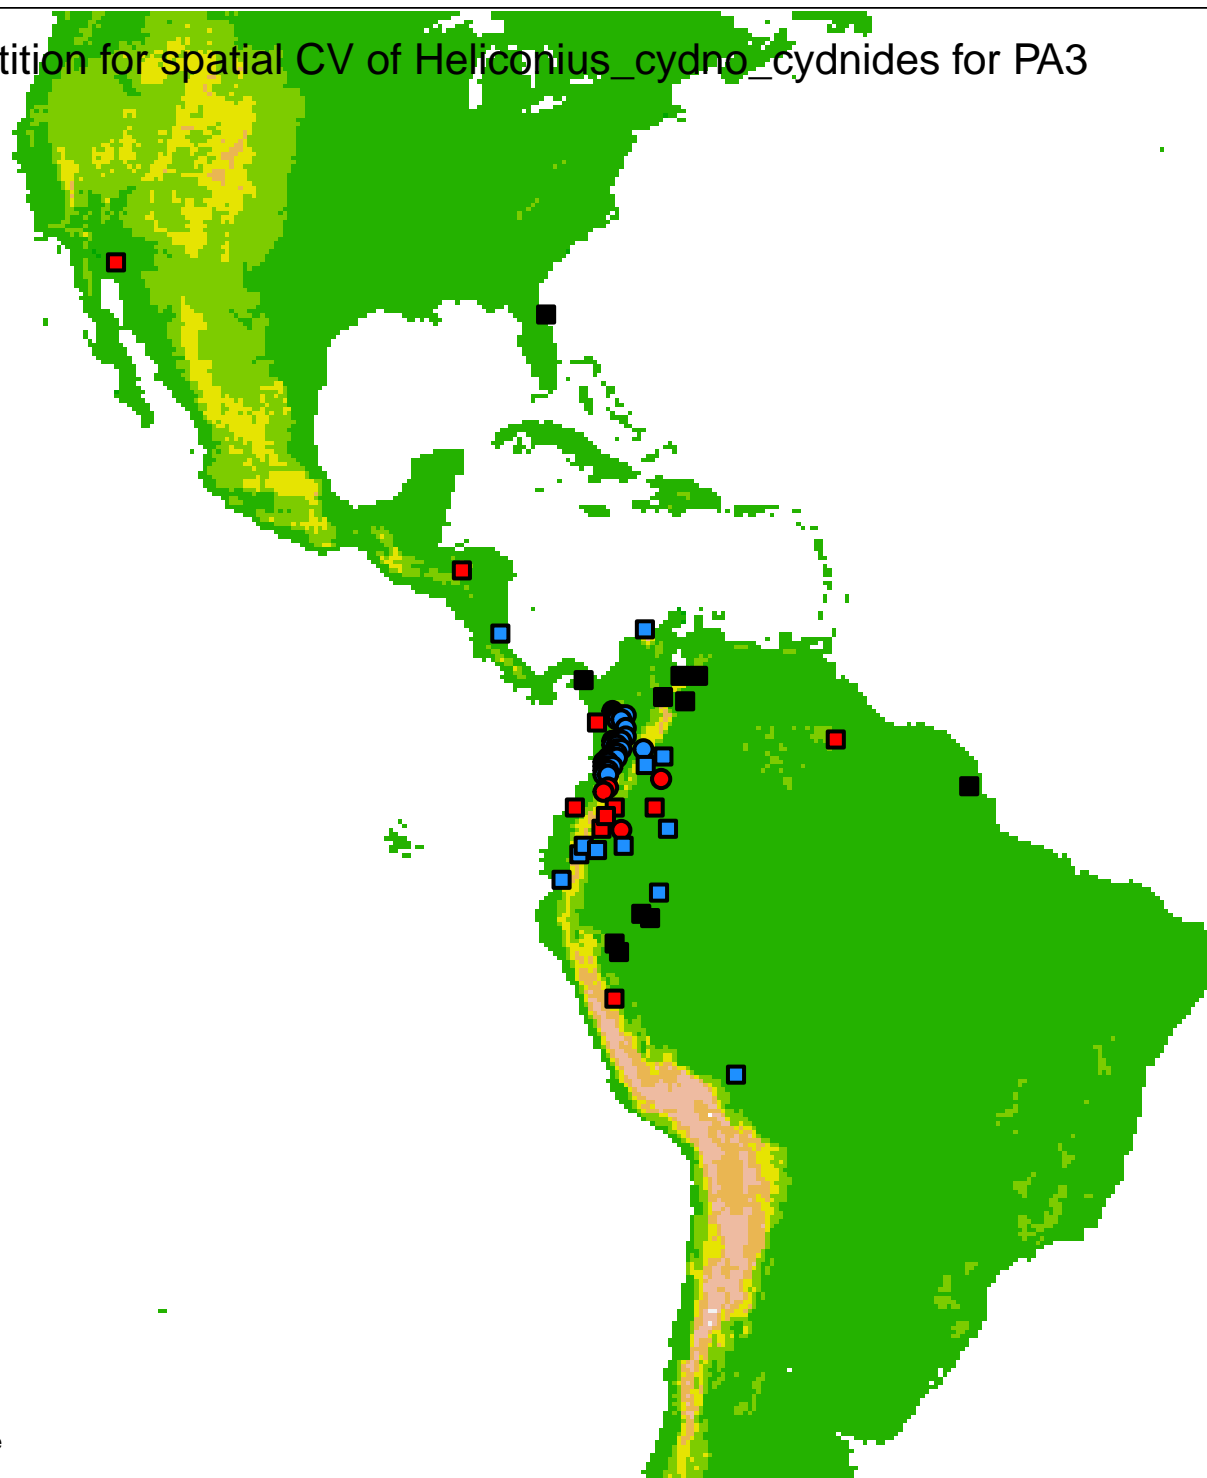 tition for spatial CV of Heliconius_cydno_cydnides for PA3